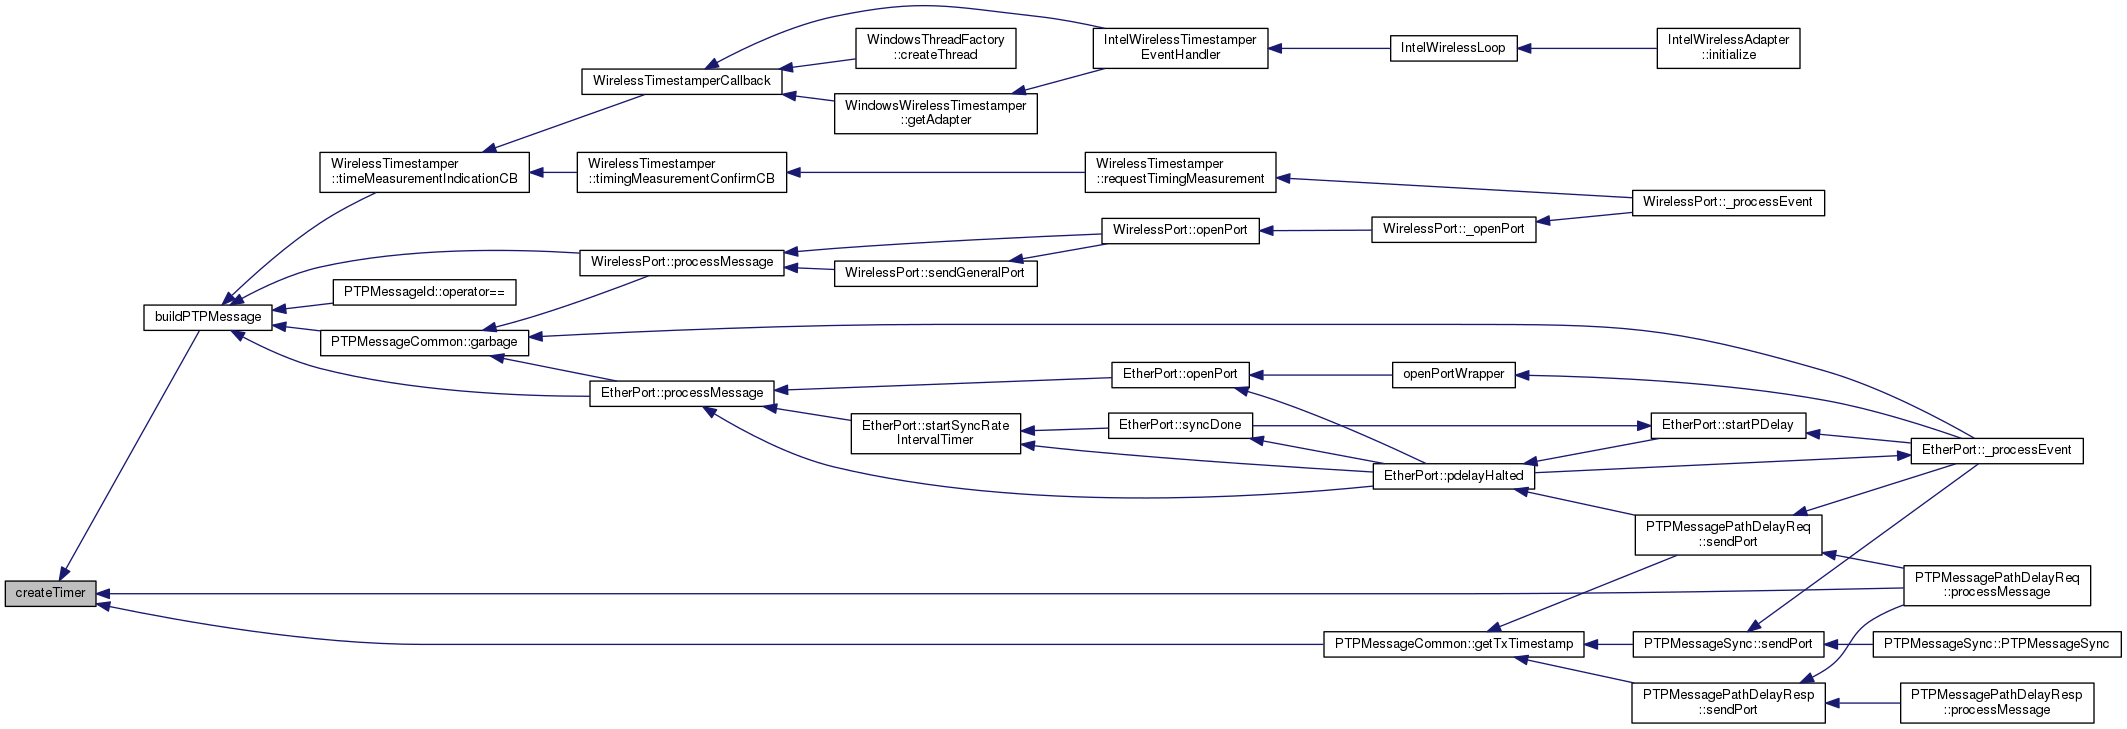 WindowsThreadFactory
::createThread
IntelWirelessTimestamper
EventHandler
IntelWirelessLoop
IntelWirelessAdapter
::initialize
WirelessTimestamperCallback
WindowsWirelessTimestamper
::getAdapter
WirelessTimestamper
::timeMeasurementIndicationCB
WirelessTimestamper
::timingMeasurementConfirmCB
WirelessTimestamper
::requestTimingMeasurement
WirelessPort::_processEvent
WirelessPort::openPort
WirelessPort::_openPort
WirelessPort::processMessage
WirelessPort::sendGeneralPort
PTPMessageId::operator==
buildPTPMessage
PTPMessageCommon::garbage
EtherPort::processMessage
EtherPort::openPort
openPortWrapper
EtherPort::startSyncRate
IntervalTimer
EtherPort::syncDone
EtherPort::startPDelay
EtherPort::_processEvent
EtherPort::pdelayHalted
PTPMessagePathDelayReq
::sendPort
PTPMessagePathDelayReq
::processMessage
createTimer
PTPMessageCommon::getTxTimestamp
PTPMessageSync::sendPort
PTPMessageSync::PTPMessageSync
PTPMessagePathDelayResp
::sendPort
PTPMessagePathDelayResp
::processMessage